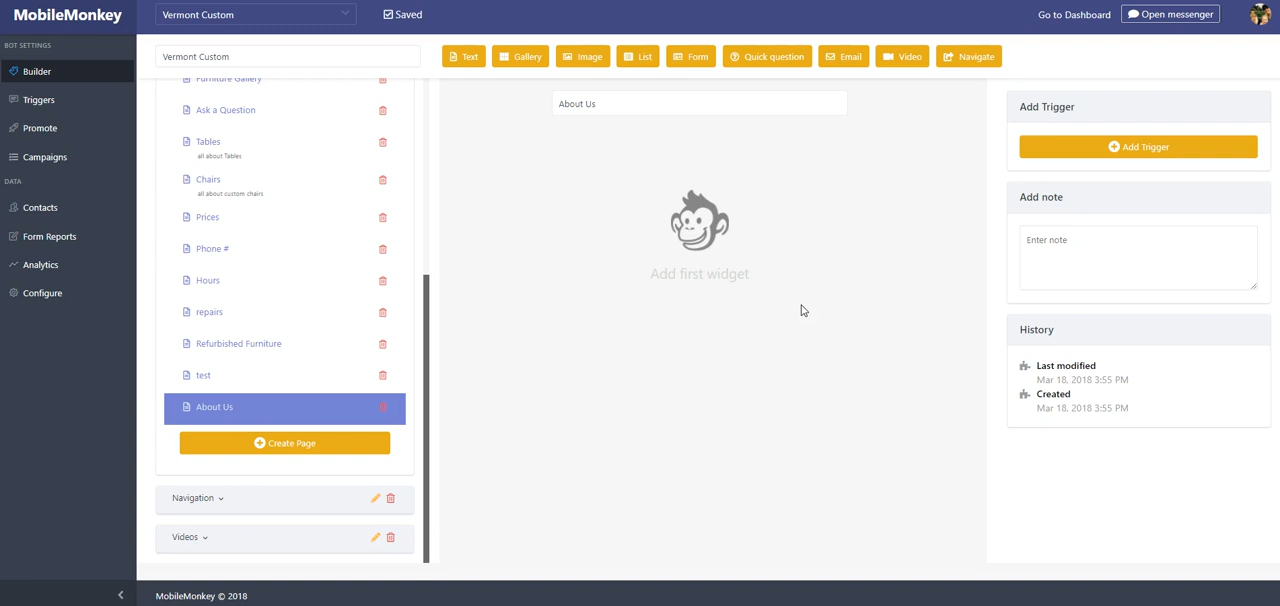 MobileMonkey
Vermont Custom
Saved
Go to Dashboard
Open messenger
BOT SETTINGS
Builder
Triggers
Promote
Campaigns
DATA
Contacts
Form Reports
Analytics
Configure
Vermont Custom
Text
Gallery
Image
List
Form
Quick question
Email
Video
Navigate
Furniture Gallery
Ask a Question
Tables
all about Tables
Chairs
all about custom chairs
Prices
Phone #
Hours
repairs
Refurbished Furniture
test
About Us
Create Page
Navigation
Videos
About Us
Add first widget
Add Trigger
Add Trigger
Add note
Enter note
History
Last modified
Mar 18, 2018 3:55 PM
Created
Mar 18, 2018 3:55 PM
MobileMonkey © 2018